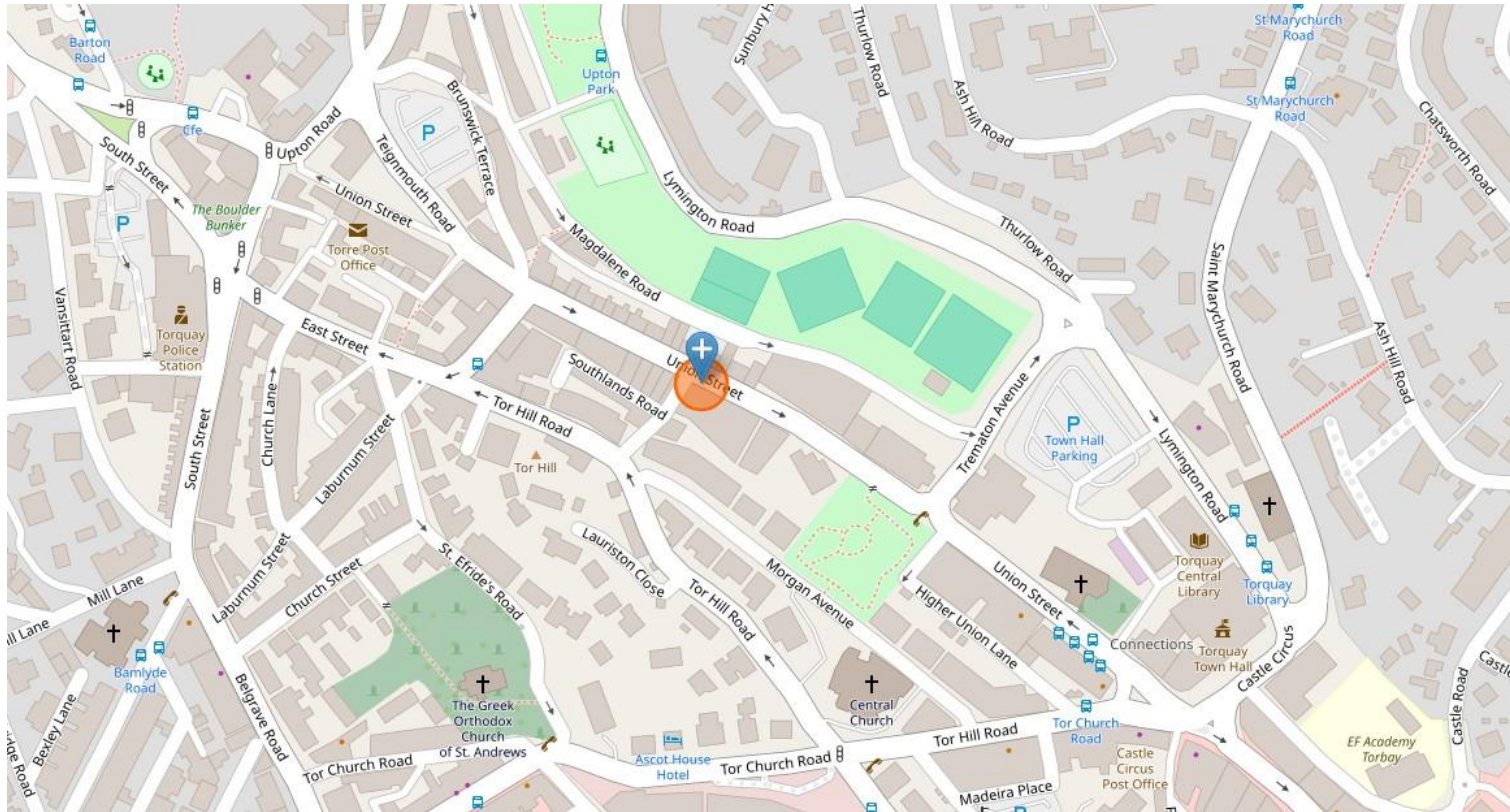 Barton
Road
Upton
Park
Sunbury H
Thurlow Road
Ash Hill Road
St Marychurch
Road
St Marychurch
Road
Chatsworth Road
Cfe
P
Brunswick Terrace
Upton Road
Teignmouth Road
South Street
The Boulder
Bunker
Union Street
Lymington Road
P
Torre Post
Office
Magdalene Road
Thurlow Road
Saint Marychurch Road
Vansittart Road
Torquay
Police
Station
East Street
Union Street
Southlands Road
Ash Hill Road
Church Lane
Tor Hill Road
Trematon Avenue
P
Town Hall
Parking
South Street
Laburnum Street
Tor Hill
Lymington Road
Lauriston Close
Torquay
Central
Library
Mill Lane
ill Lane
Laburnum Street
Church Street
St. Efride's Road
Tor Hill Road
Morgan Avenue
Union Street
Higher Union Lane
Torquay
Library
Connections
Torquay
Town Hall
Castle Circus
Castle
Bamlyde
Road
Bexley Lane
ridge Road
Belgrave Road
The Greek
Orthodox
Church
of St. Andrews
Central
Church
Tor Church
Road
Castle Road
Tor Church Road
Ascot House
Hotel
Tor Church Road
Tor Hill Road
Castle
Circus
Post Office
EF Academy
Torbay
Madeira Place
P